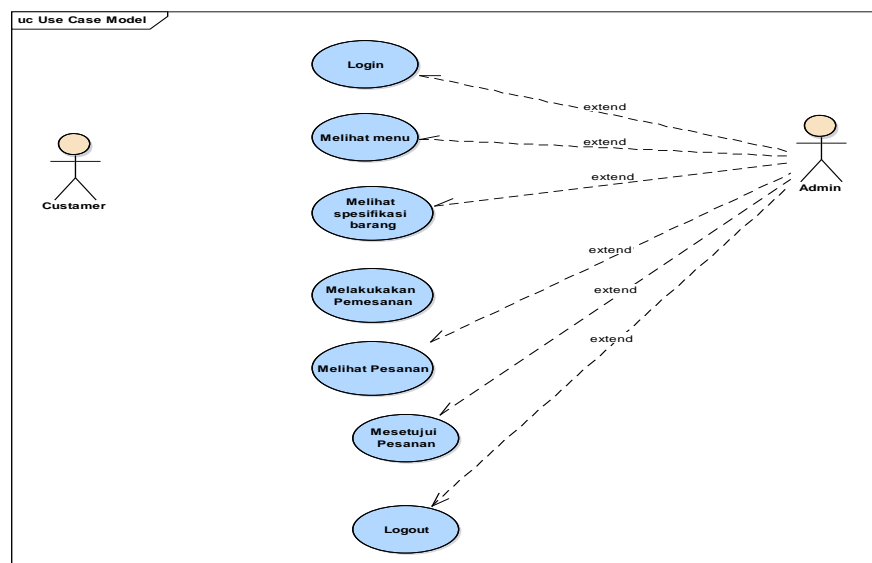 uc Use Case Model
Login
extend
Melihat menu
extend
Custamer
Admin
Melihat
spesifikasi
barang
extend
extend
Melakukakan
Pemesanan
extend
extend
Melihat Pesanan
Mesetujui
Pesanan
Logout